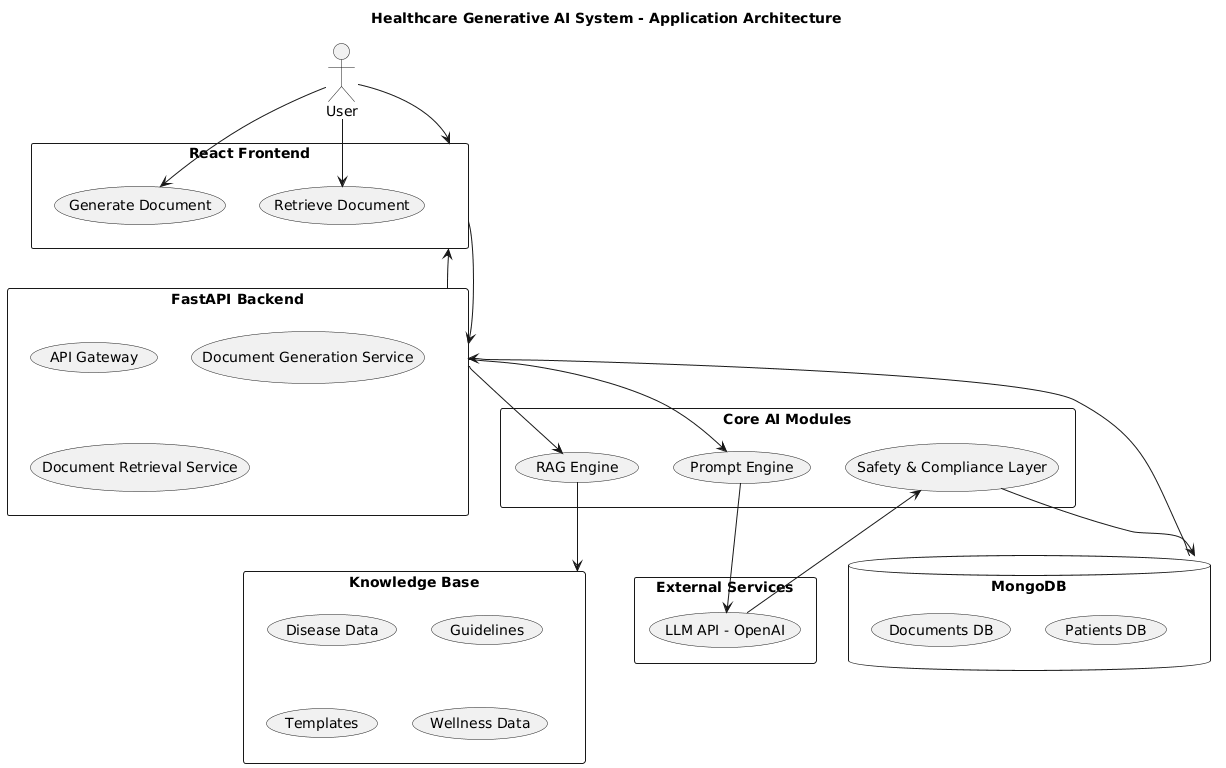 Healthcare Generative AI System - Application Architecture
User
React Frontend
Generate Document
Retrieve Document
FastAPI Backend
API Gateway
Document Generation Service
Document Retrieval Service
Core AI Modules
RAG Engine
Prompt Engine
Safety & Compliance Layer
Knowledge Base
Disease Data
Guidelines
Templates
Wellness Data
External Services
LLM API - OpenAI
MongoDB
Documents DB
Patients DB